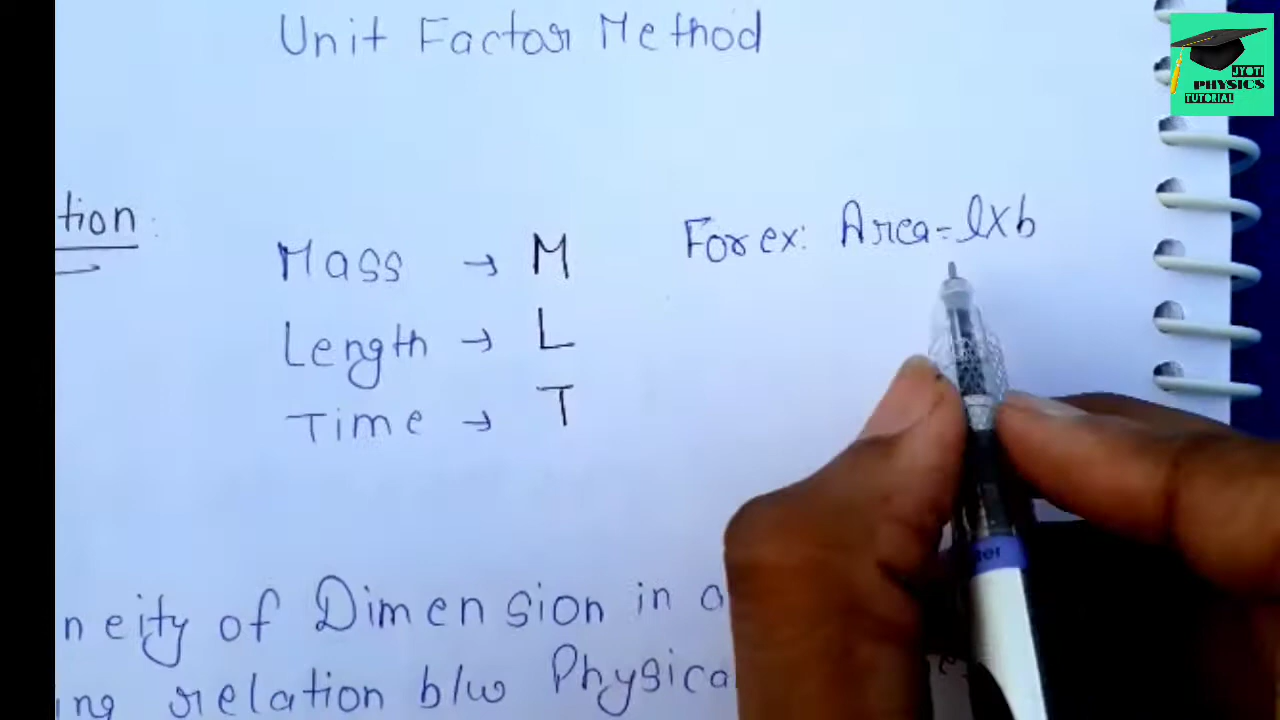 Unit Factor Method
JYOTI
PHYSICS
TUTORIAL
tion
For ex: Area = l×b
Mass → M
Length → L
Time → T
neity of Dimension in
ing relation b/w Physica